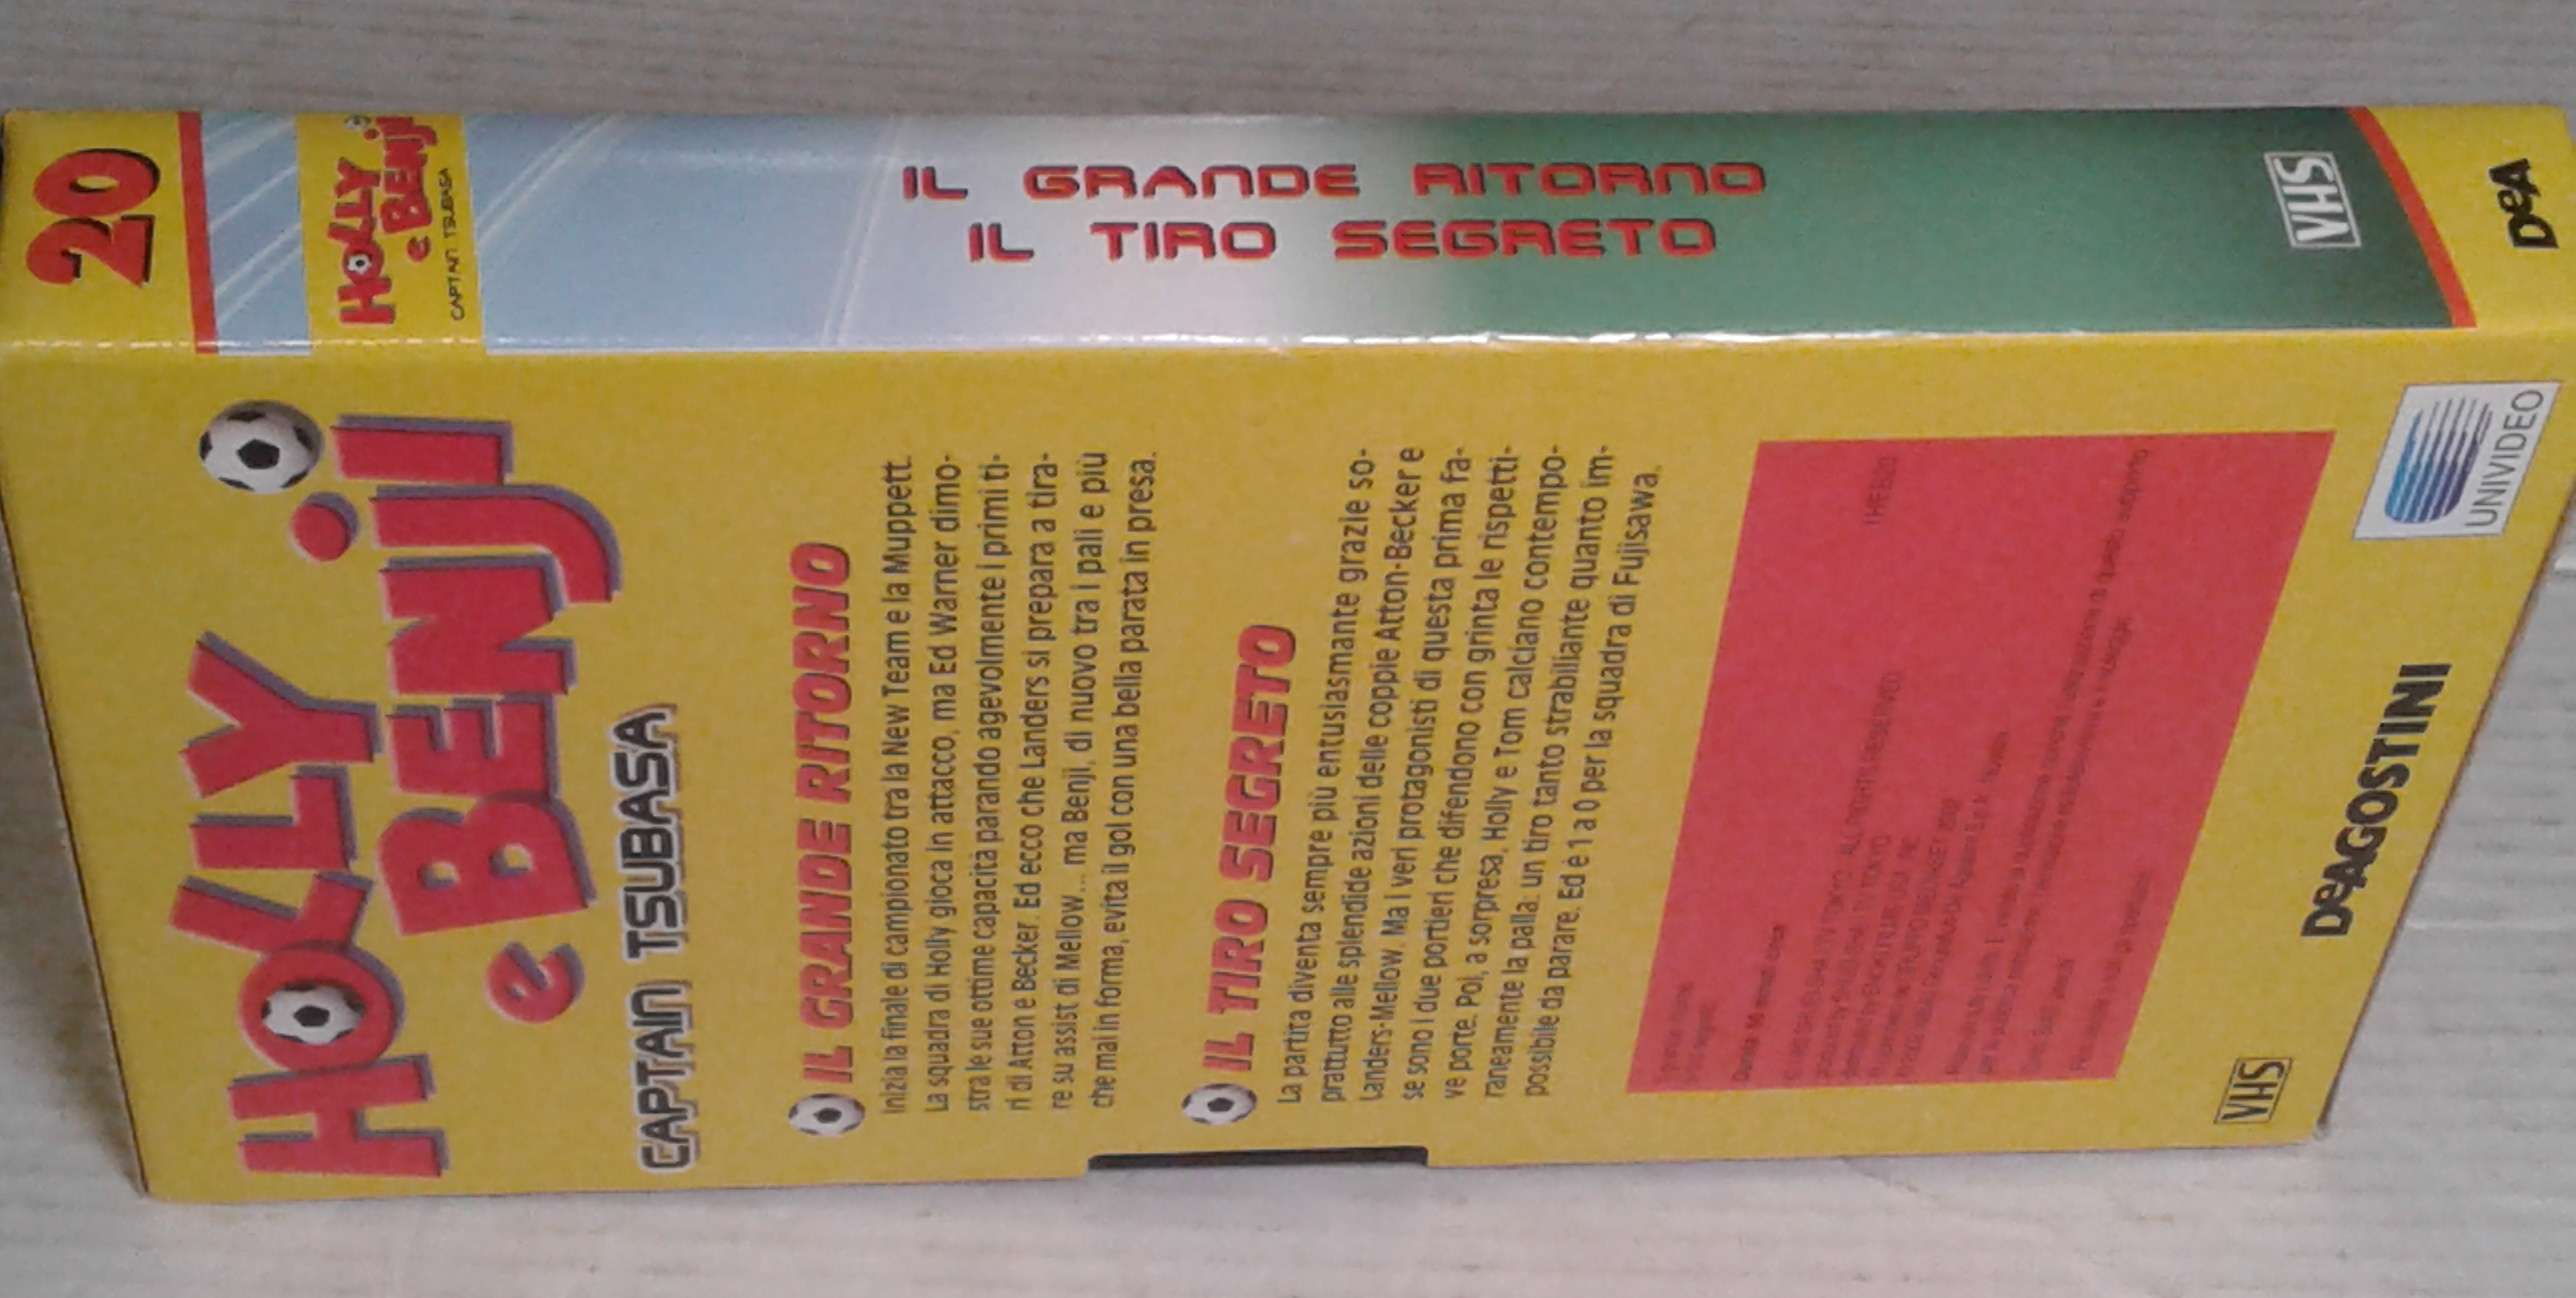 20
HOLLY
e BENJI
CAPTAIN TSUBASA
IL GRANDE RITORNO
IL TIRO SEGRETO
VHS
DeA
HOLLY
e BENJI
CAPTAIN TSUBASA
IL GRANDE RITORNO
Inizia la finale di campionato tra la New Team e la Muppett.
La squadra di Holly gioca in attacco, ma Ed Warner dimo-
stra le sue ottime capacità parando agevolmente i primi ti-
ri di Atton e Becker. Ed ecco che Landers si prepara a tira-
re su assist di Mellow... ma Benji, di nuovo tra i pali e più
che mai in forma, evita il gol con una bella parata in presa.
IL TIRO SEGRETO
La partita diventa sempre più entusiasmante grazie so-
prattutto alle splendide azioni delle coppie Atton-Becker e
Landers-Mellow. Ma i veri protagonisti di questa prima fa-
se sono i due portieri che difendono con grinta le rispetti-
ve porte. Poi, a sorpresa, Holly e Tom calciano contempo-
raneamente la palla: un tiro tanto strabiliante quanto im-
possibile da parare. Ed è 1 a 0 per la squadra di Fujisawa.
ALL RIGHTS RESERVED
VHS
DeAGOSTINI
UNIVIDEO